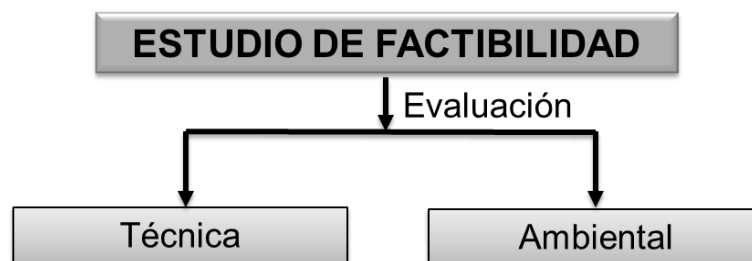 ESTUDIO DE FACTIBILIDAD
Evaluación
Técnica
Ambiental